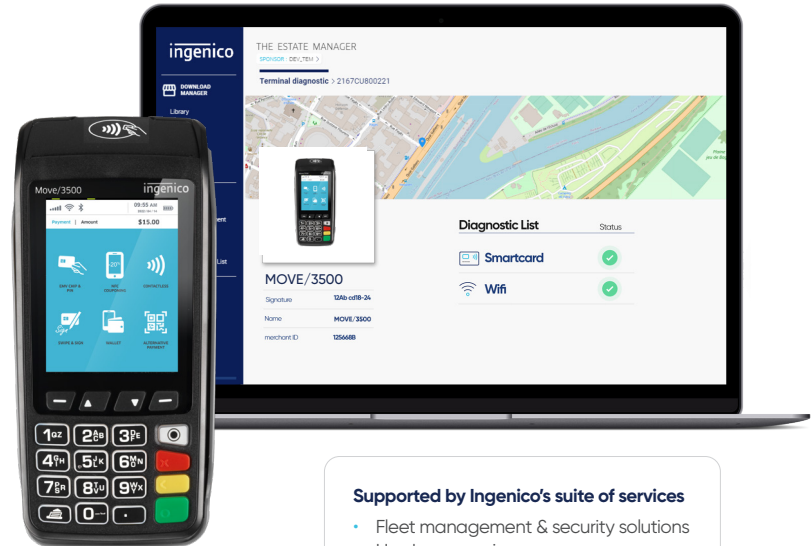 ingenico
THE ESTATE MANAGER
SPONSOR : DEV_TEM >
DOWNLOAD
MANAGER
Terminal diagnostic > 2167CU800221
Library
Move/3500
ingenico
09:55 AM
Payment | Amount
$15.00
CONTACTLESS
SWIPE & SIGN
WALLET
ALTERNATIVE
PAYMENT
List
MOVE/3500
Signature
12Ab cd18-24
Name
MOVE/3500
merchant ID
125668B
Diagnostic List
Status
Smartcard
Wifi
1
2
3
4
5
6
7
8
9
0
.
Supported by Ingenico's suite of services
• Fleet management & security solutions